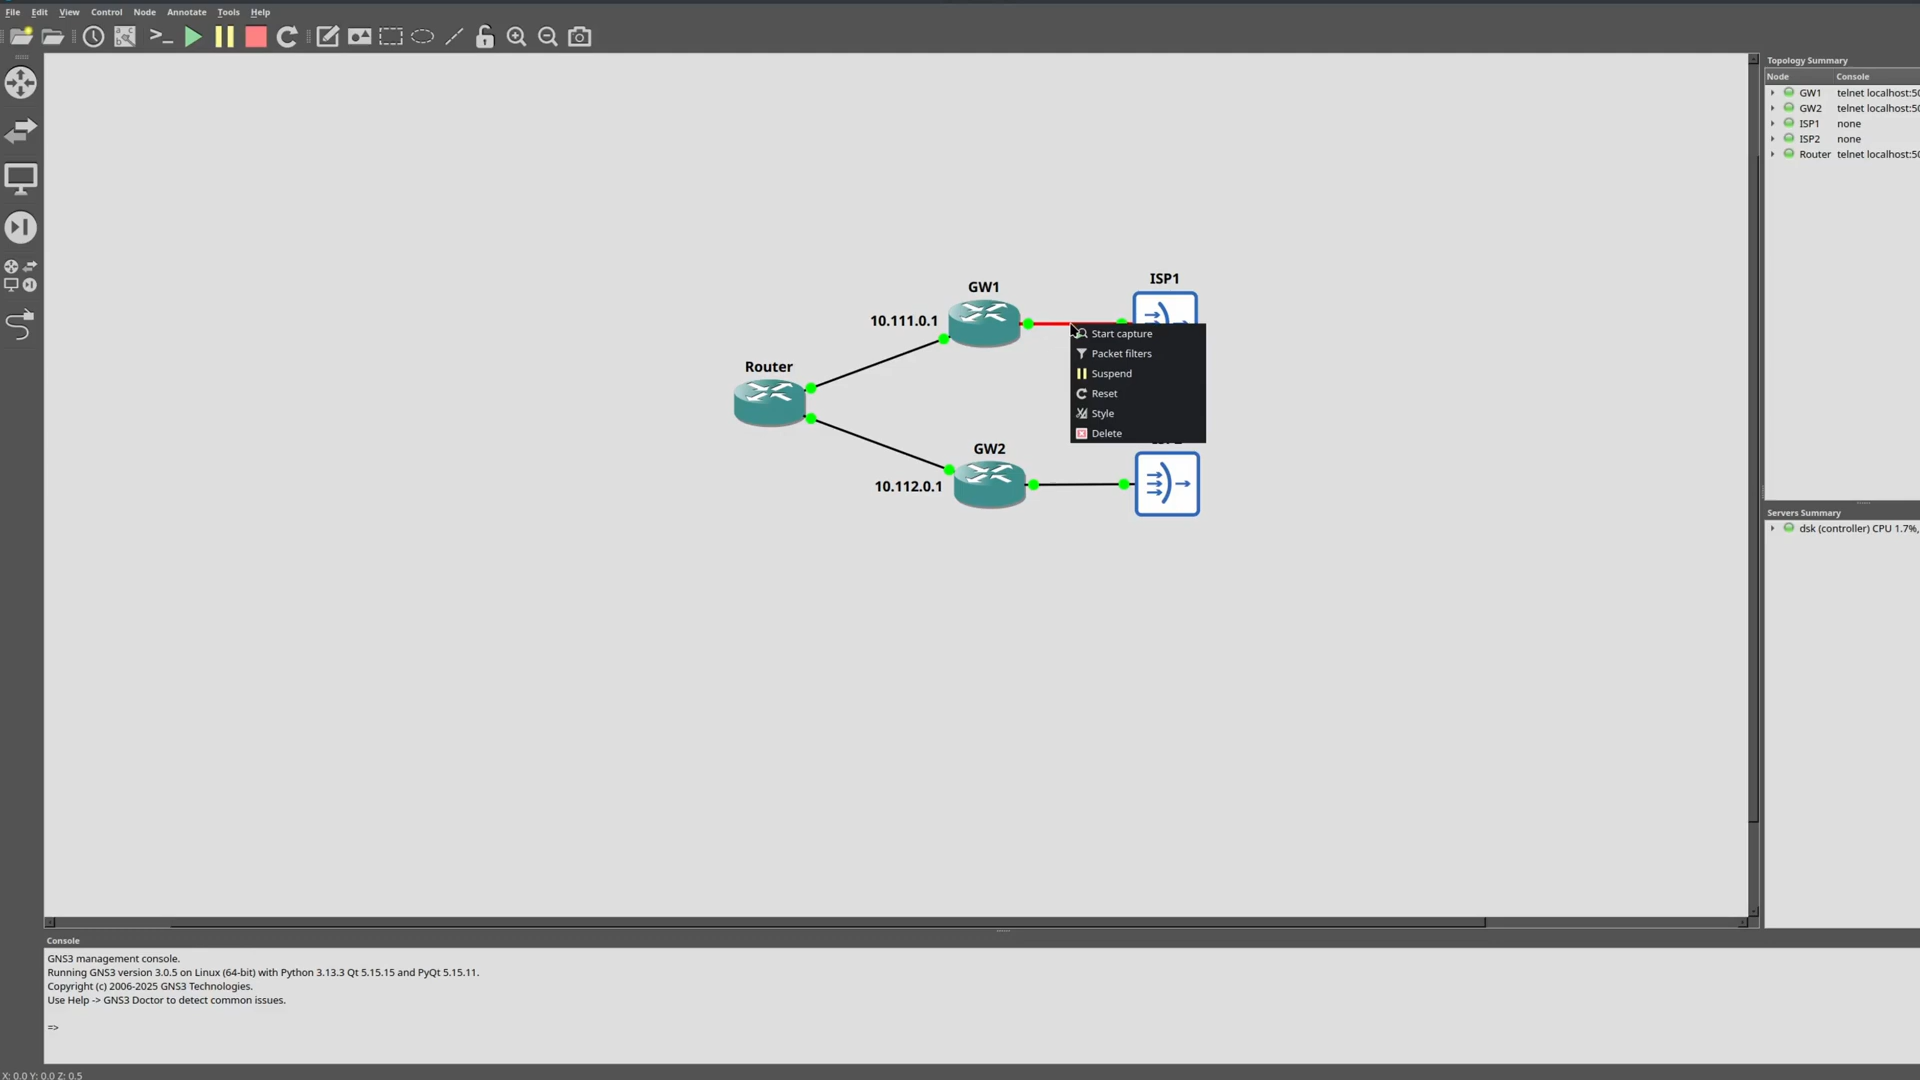 File Edit View Control Node Annotate Tools Help
Topology Summary
Node Console
GW1 telnet localhost:50
GW2 telnet localhost:50
ISP1 none
ISP2 none
Router telnet localhost:50
ISP1
GW1
10.111.0.1
Start capture
Packet filters
Suspend
Reset
Style
Delete
Router
GW2
10.112.0.1
Servers Summary
dsk (controller) CPU 1.7%,
Console
GNS3 management console.
Running GNS3 version 3.0.5 on Linux (64-bit) with Python 3.13.3 Qt 5.15.15 and PyQt 5.15.11.
Copyright (c) 2006-2025 GNS3 Technologies.
Use Help -> GNS3 Doctor to detect common issues.
=>
X: 0.0 Y: 0.0 Z: 0.5